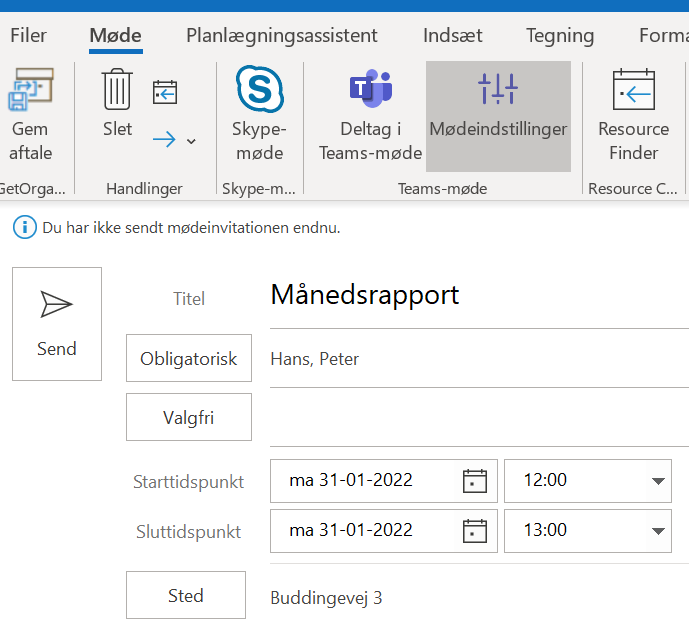 Filer Møde Planlægningsassistent Indsæt Tegning Forma
Gem aftale
Slet
Skype-møde
Deltag i Teams-møde
Mødeindstillinger
Resource Finder
GetOrga... Handlinger Skype-m... Teams-møde Resource C...
Du har ikke sendt mødeinvitationen endnu.
Send
Titel Månedsrapport
Obligatorisk Hans, Peter
Valgfri
Starttidspunkt ma 31-01-2022 12:00
Sluttidspunkt ma 31-01-2022 13:00
Sted Buddingevej 3